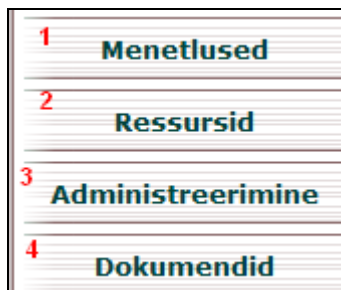 1 Menetlused
2 Ressursid
3 Administreerimine
4 Dokumendid